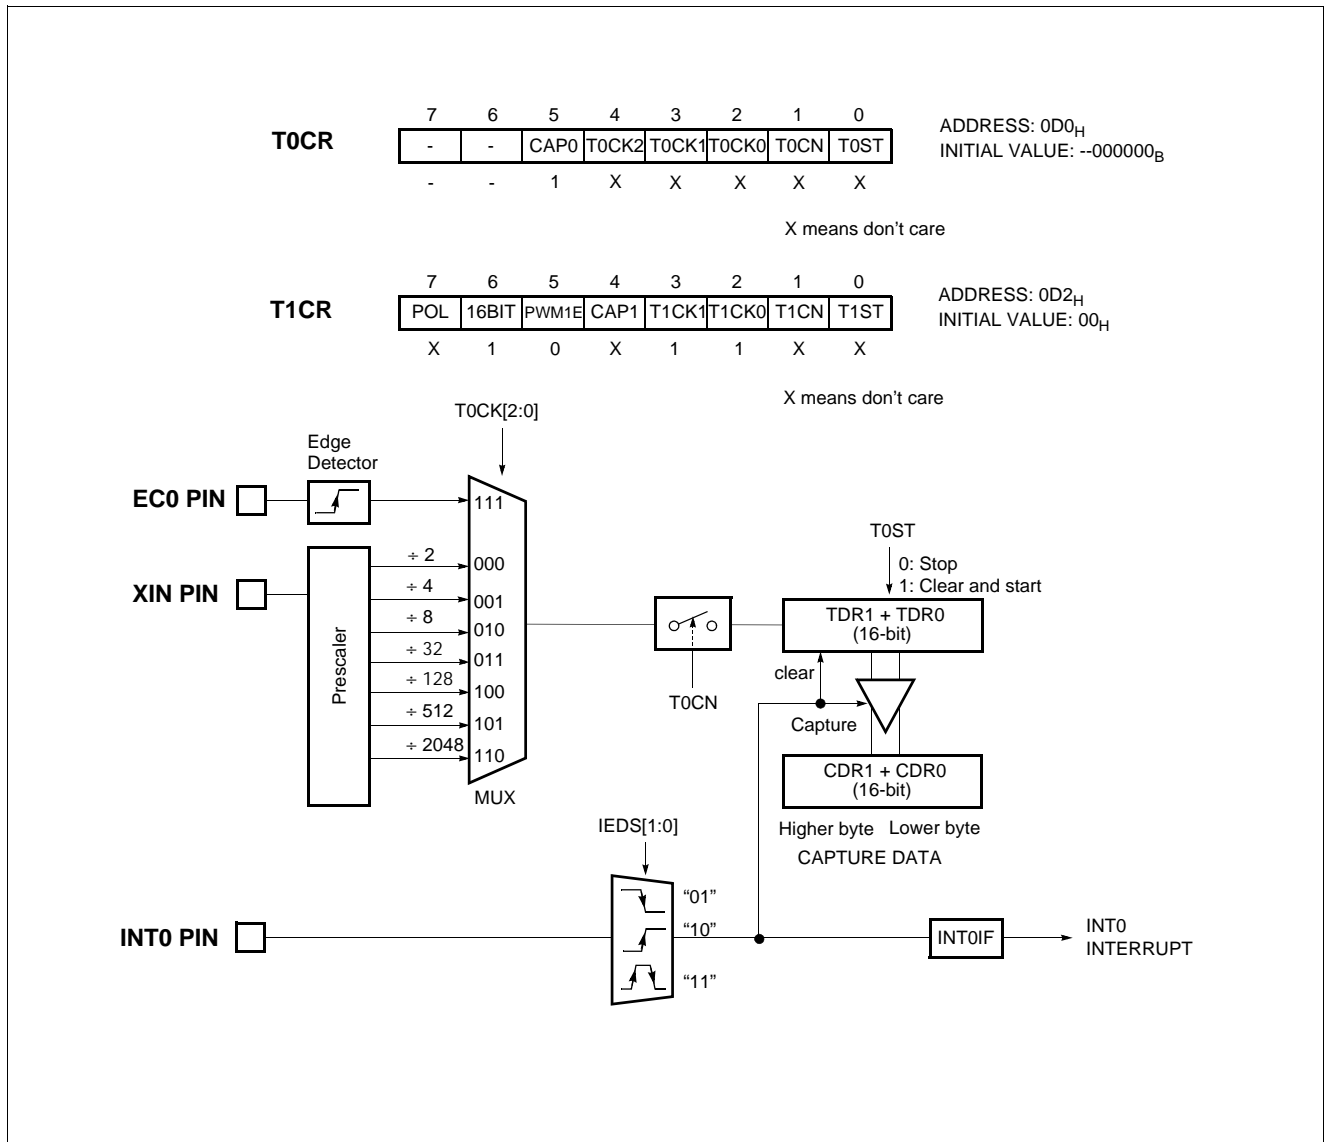 7 6 5 4 3 2 1 0
T0CR
- - CAP0 T0CK2 T0CK1 T0CK0 T0CN T0ST
ADDRESS: 0D0H
INITIAL VALUE: --000000B
- - 1 X X X X X
X means don't care
7 6 5 4 3 2 1 0
T1CR
POL 16BIT PWM1E CAP1 T1CK1 T1CK0 T1CN T1ST
ADDRESS: 0D2H
INITIAL VALUE: 00H
X 1 0 X 1 1 X X
X means don't care
T0CK[2:0]
Edge
Detector
EC0 PIN
111
T0ST
0: Stop
1: Clear and start
XIN PIN
Prescaler
÷ 2
000
÷ 4
001
÷ 8
010
÷ 32
011
÷ 128
100
÷ 512
101
÷ 2048
110
MUX
T0CN
TDR1 + TDR0
(16-bit)
clear
Capture
CDR1 + CDR0
(16-bit)
Higher byte Lower byte
CAPTURE DATA
IEDS[1:0]
“01”
INT0 PIN
“10”
“11”
INT0IF
INT0
INTERRUPT